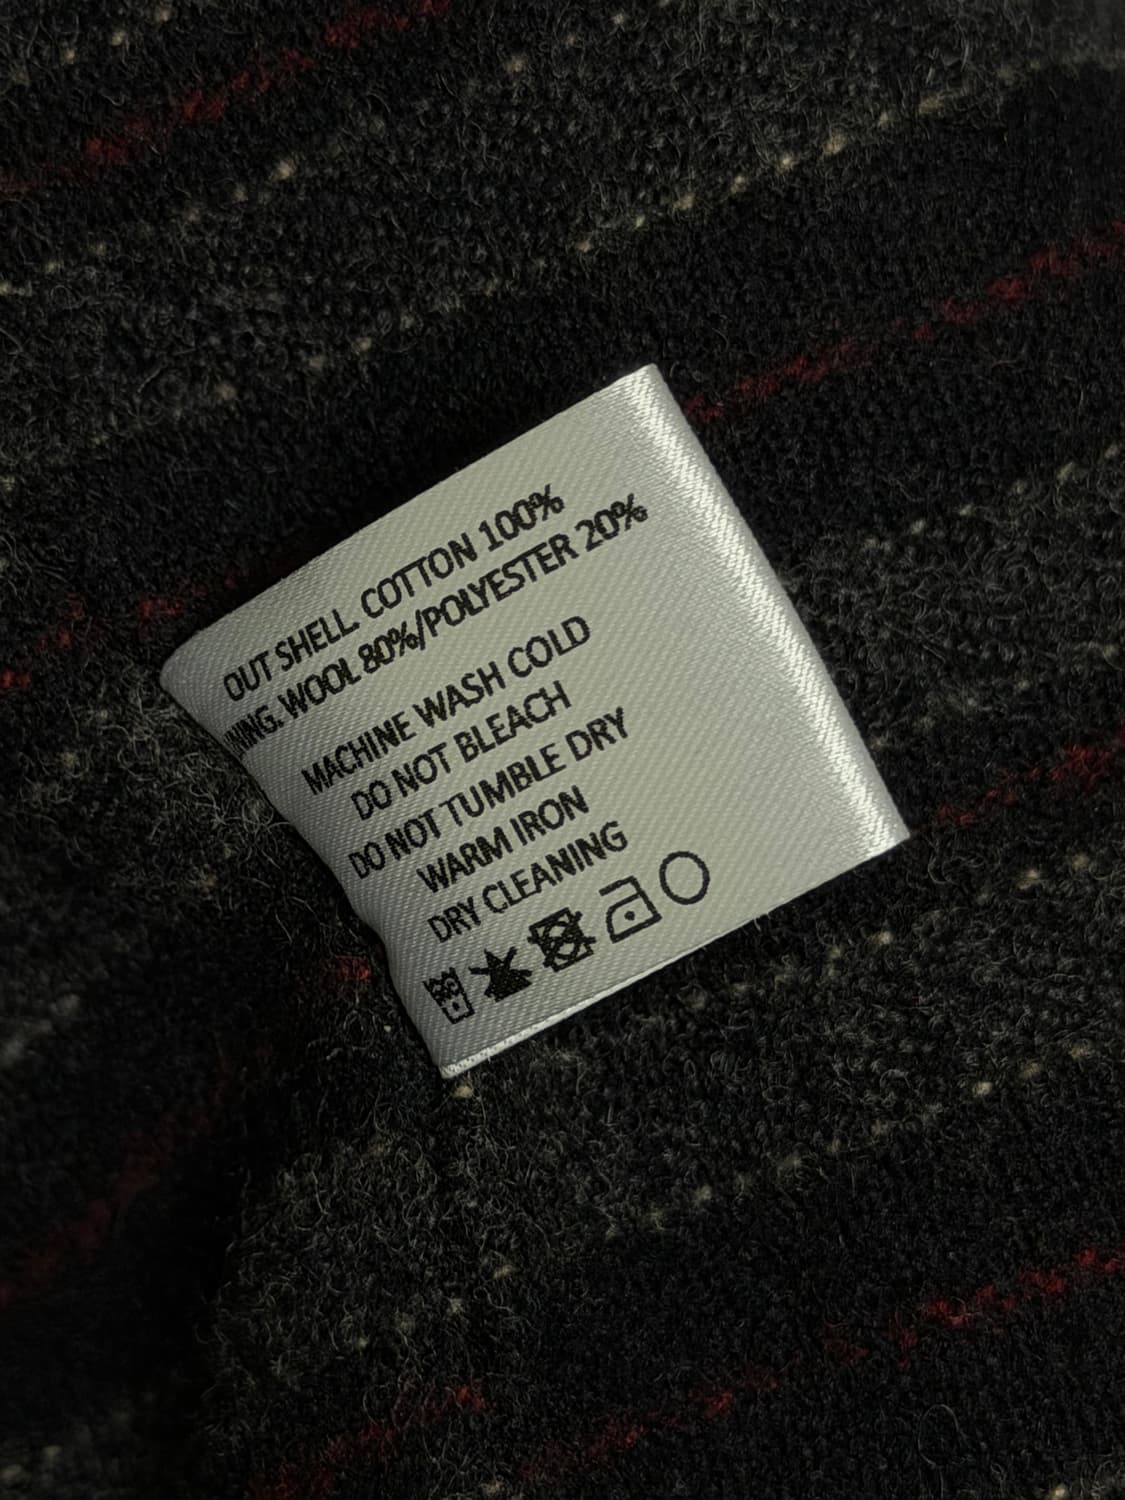 OUT SHELL. COTTON 100%
NING. WOOL 80%/POLYESTER 20%
MACHINE WASH COLD
DO NOT BLEACH
DO NOT TUMBLE DRY
WARM IRON
DRY CLEANING